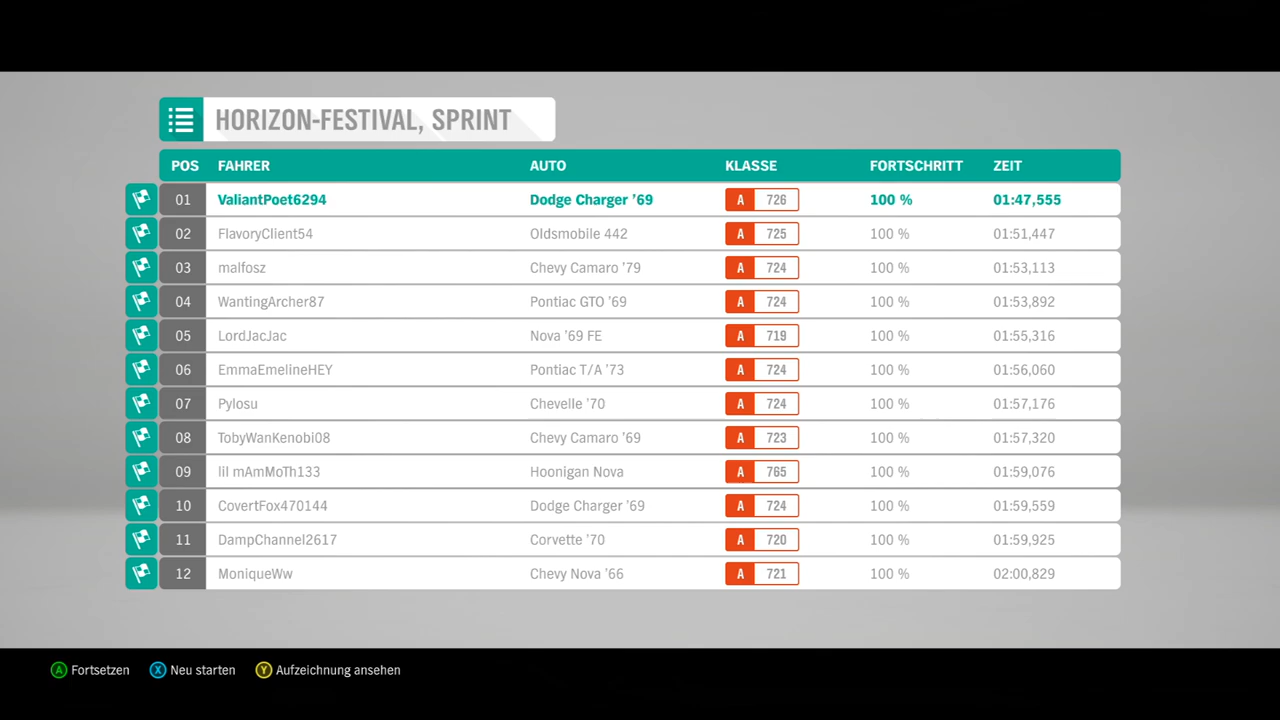 HORIZON-FESTIVAL, SPRINT
POS FAHRER AUTO KLASSE FORTSCHRITT ZEIT
01 ValiantPoet6294 Dodge Charger ’69 A 726 100 % 01:47,555
02 FlavoryClient54 Oldsmobile 442 A 725 100 % 01:51,447
03 malfosz Chevy Camaro ’79 A 724 100 % 01:53,113
04 WantingArcher87 Pontiac GTO ’69 A 724 100 % 01:53,892
05 LordJacJac Nova ’69 FE A 719 100 % 01:55,316
06 EmmaEmelineHEY Pontiac T/A ’73 A 724 100 % 01:56,060
07 Pylosu Chevelle ’70 A 724 100 % 01:57,176
08 TobyWanKenobi08 Chevy Camaro ’69 A 723 100 % 01:57,320
09 lil mAmMoTh133 Hoonigan Nova A 765 100 % 01:59,076
10 CovertFox470144 Dodge Charger ’69 A 724 100 % 01:59,559
11 DampChannel2617 Corvette ’70 A 720 100 % 01:59,925
12 MoniqueWw Chevy Nova ’66 A 721 100 % 02:00,829
A Fortsetzen X Neu starten Y Aufzeichnung ansehen